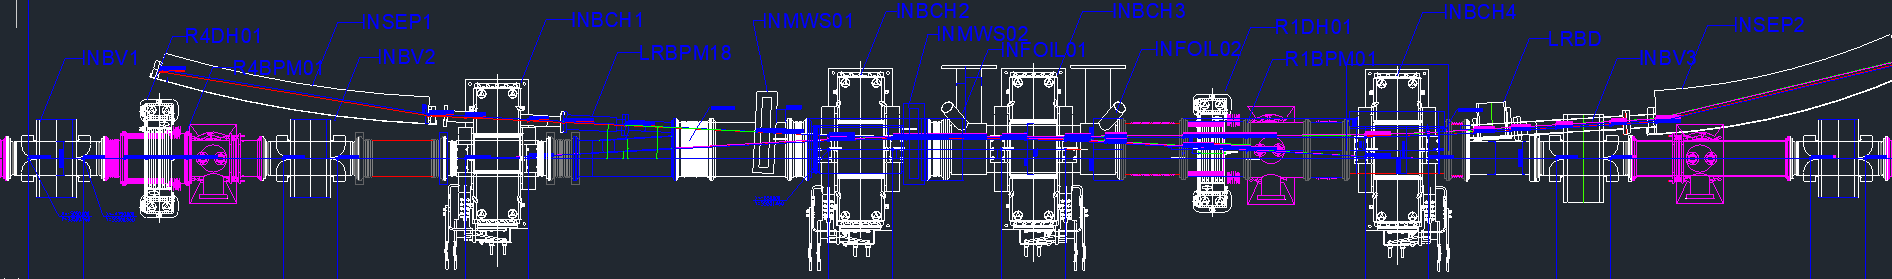 INBV1
R4DH01
R4BPM01
INSEP1
INBV2
INBCH1
LRBPM18
INMWS01
INBCH2
INMWS02
INFOIL01
INBCH3
INFOIL02
R1DH01
R1BPM01
INBCH4
LRBD
INBV3
INSEP2